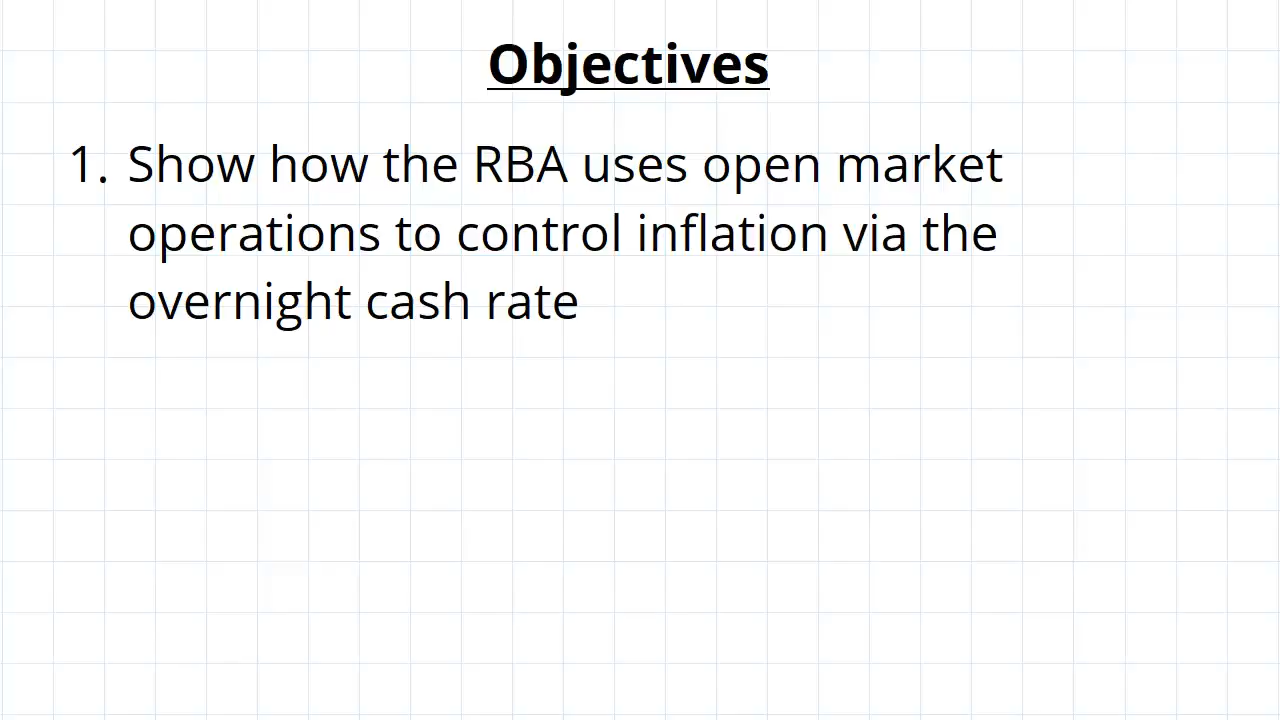 Objectives
1. Show how the RBA uses open market
operations to control inflation via the
overnight cash rate